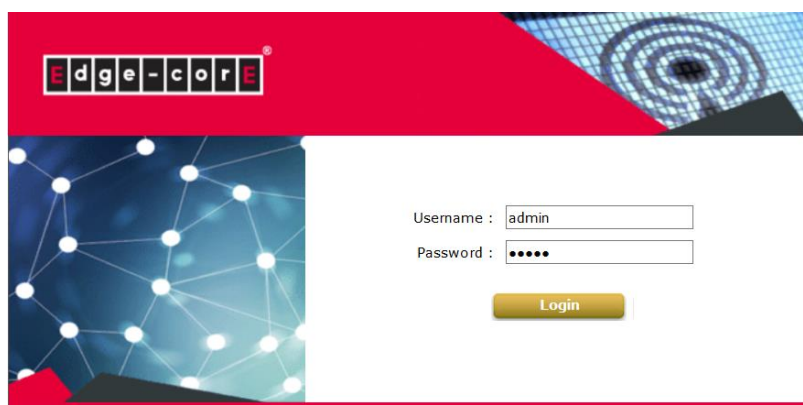 Edge-corE®
Username : admin
Password : •••••
Login